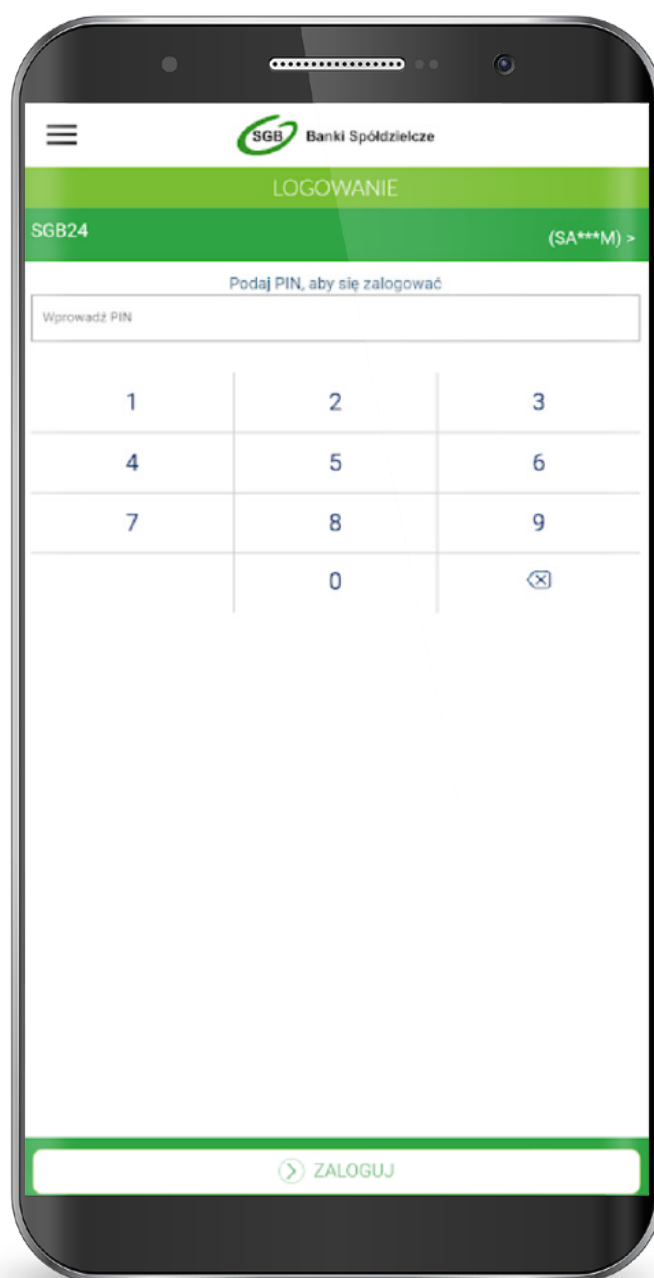 SGB Banki Spółdzielcze
LOGOWANIE
SGB24
(SA***M) >
Podaj PIN, aby się zalogować
Wprowadź PIN
1 2 3
4 5 6
7 8 9
0
ZALOGUJ